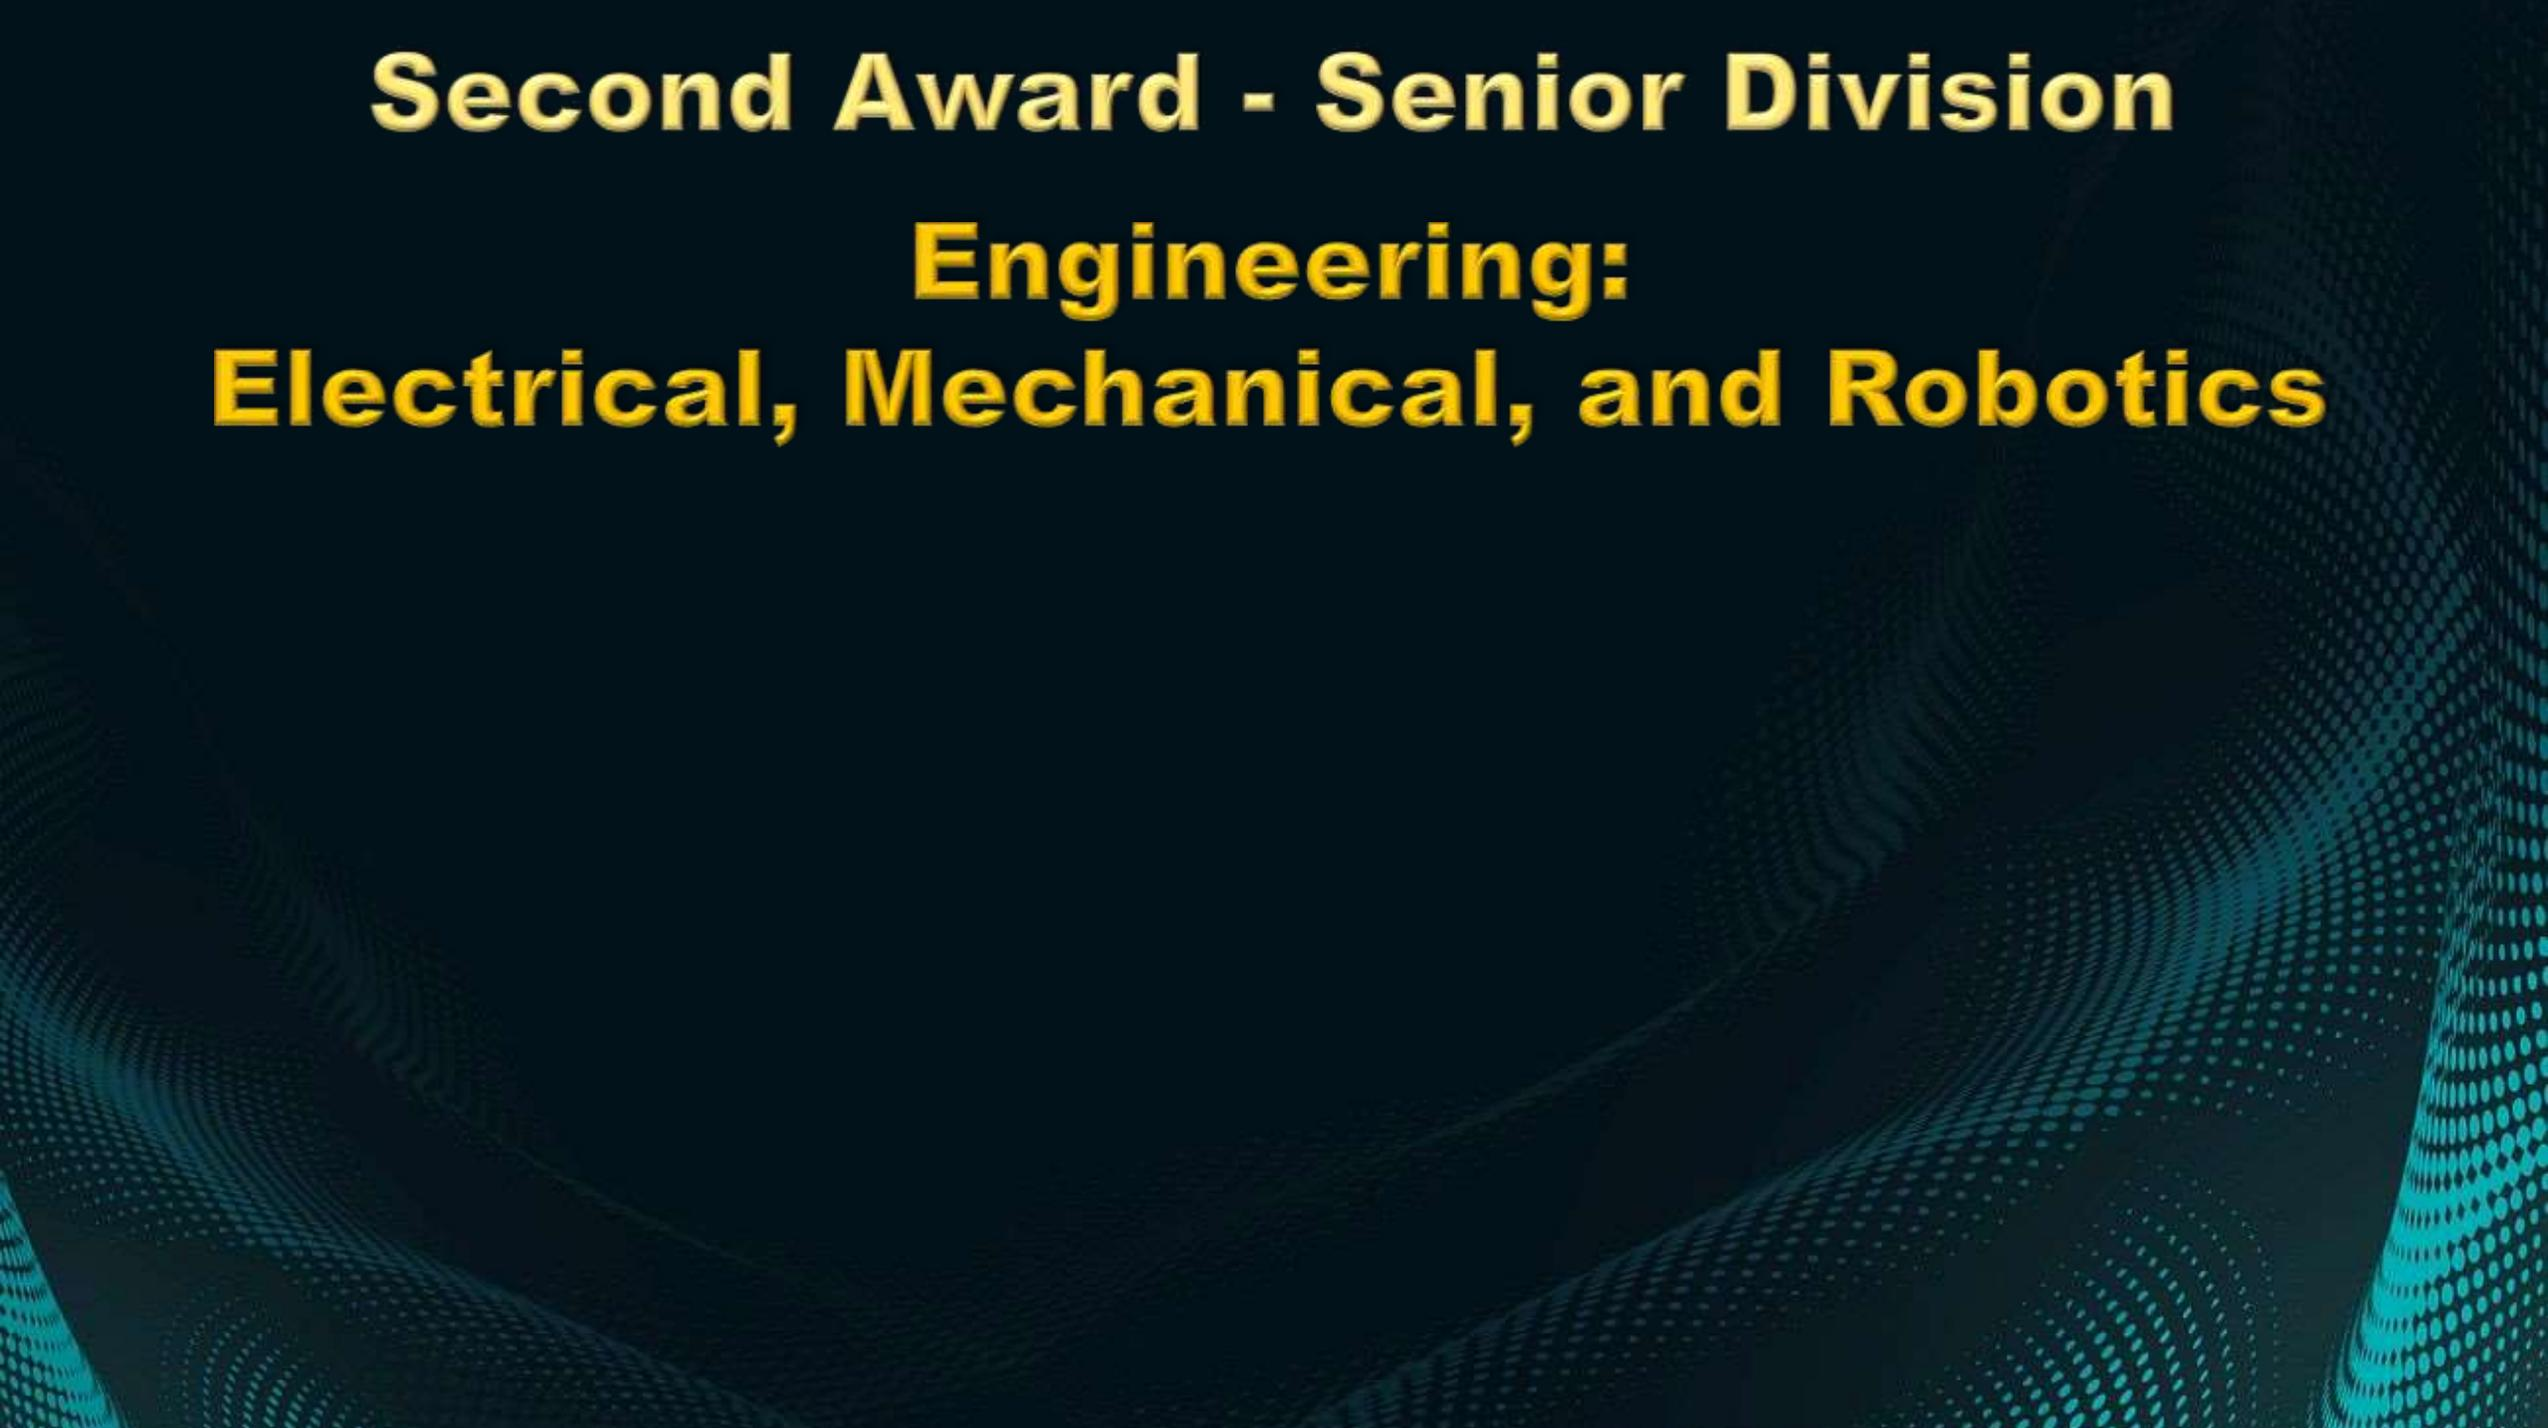 Second Award - Senior Division
Engineering:
Electrical, Mechanical, and Robotics